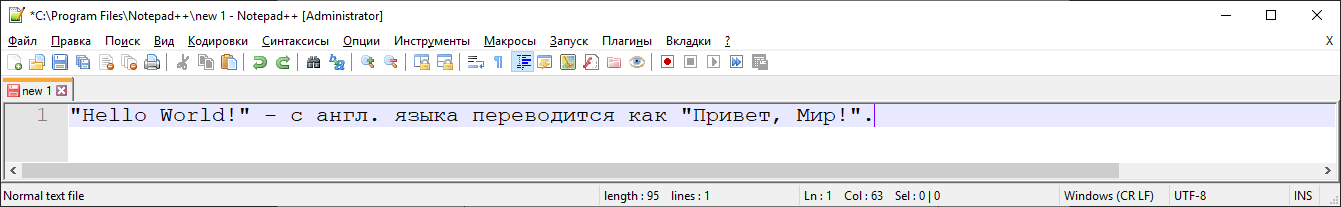 *C:\Program Files\Notepad++\new 1 - Notepad++ [Administrator]
Файл Правка Поиск Вид Кодировки Синтаксисы Опции Инструменты Макросы Запуск Плагины Вкладки ? X
new 1
1 "Hello World!" - с англ. языка переводится как "Привет, Мир!".
Normal text file length : 95 lines : 1 Ln : 1 Col : 63 Sel : 0 | 0 Windows (CR LF) UTF-8 INS